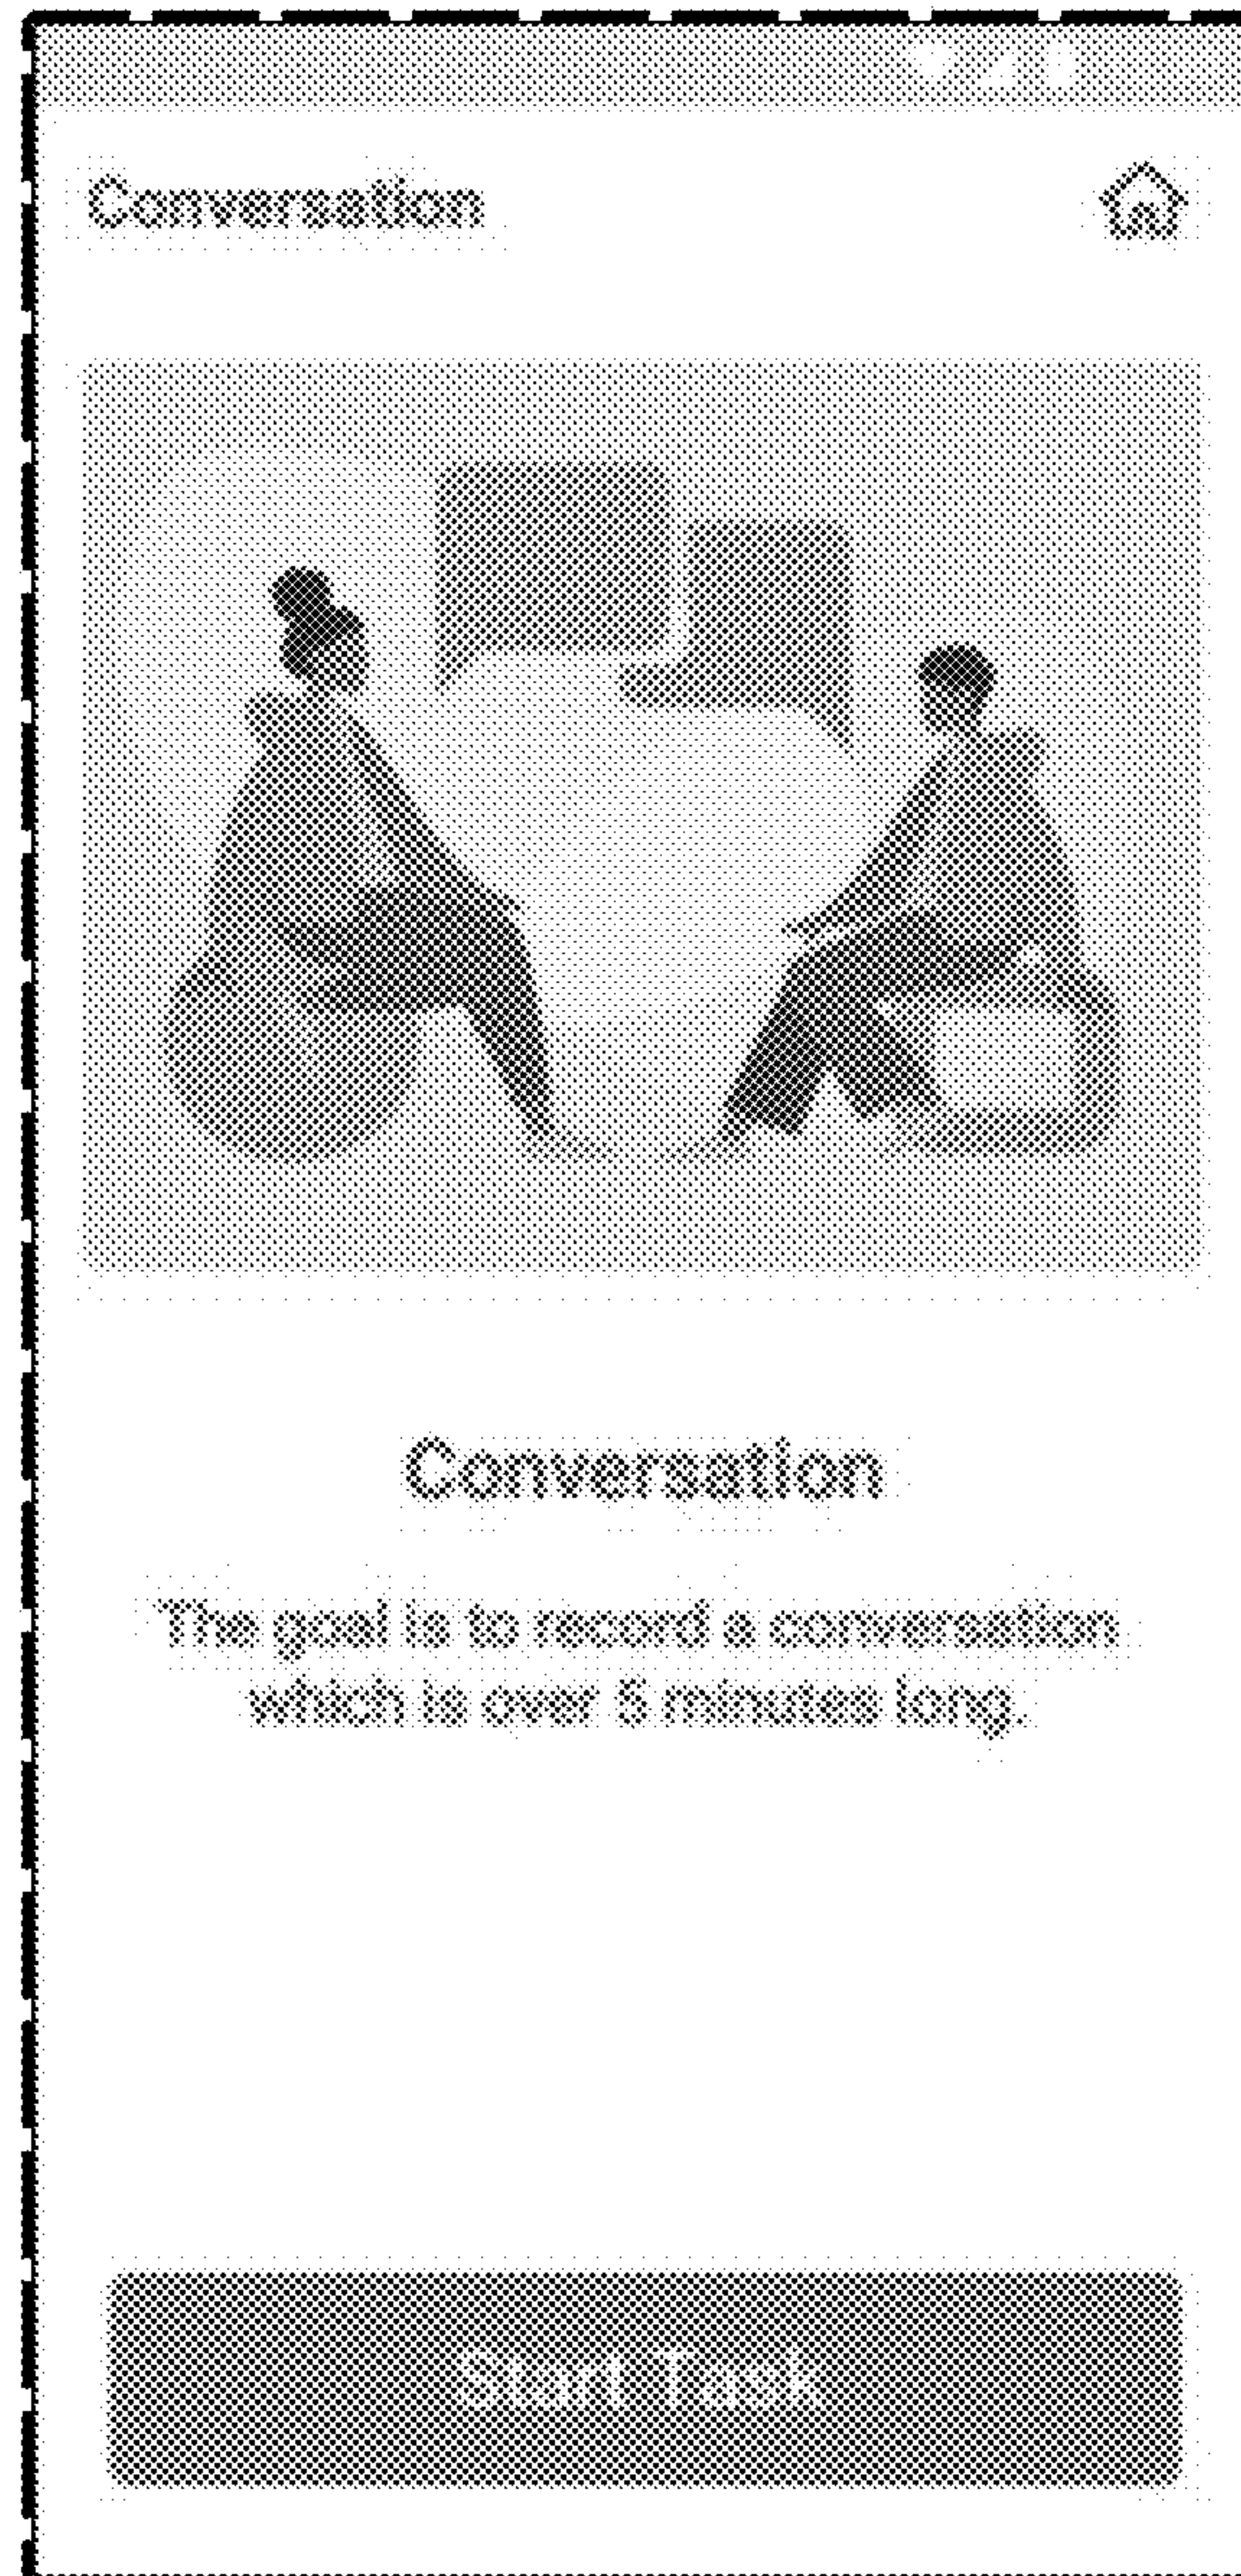 Conversation
Conversation
The goal is to record a conversation
which is over 5 minutes long.
Start Task